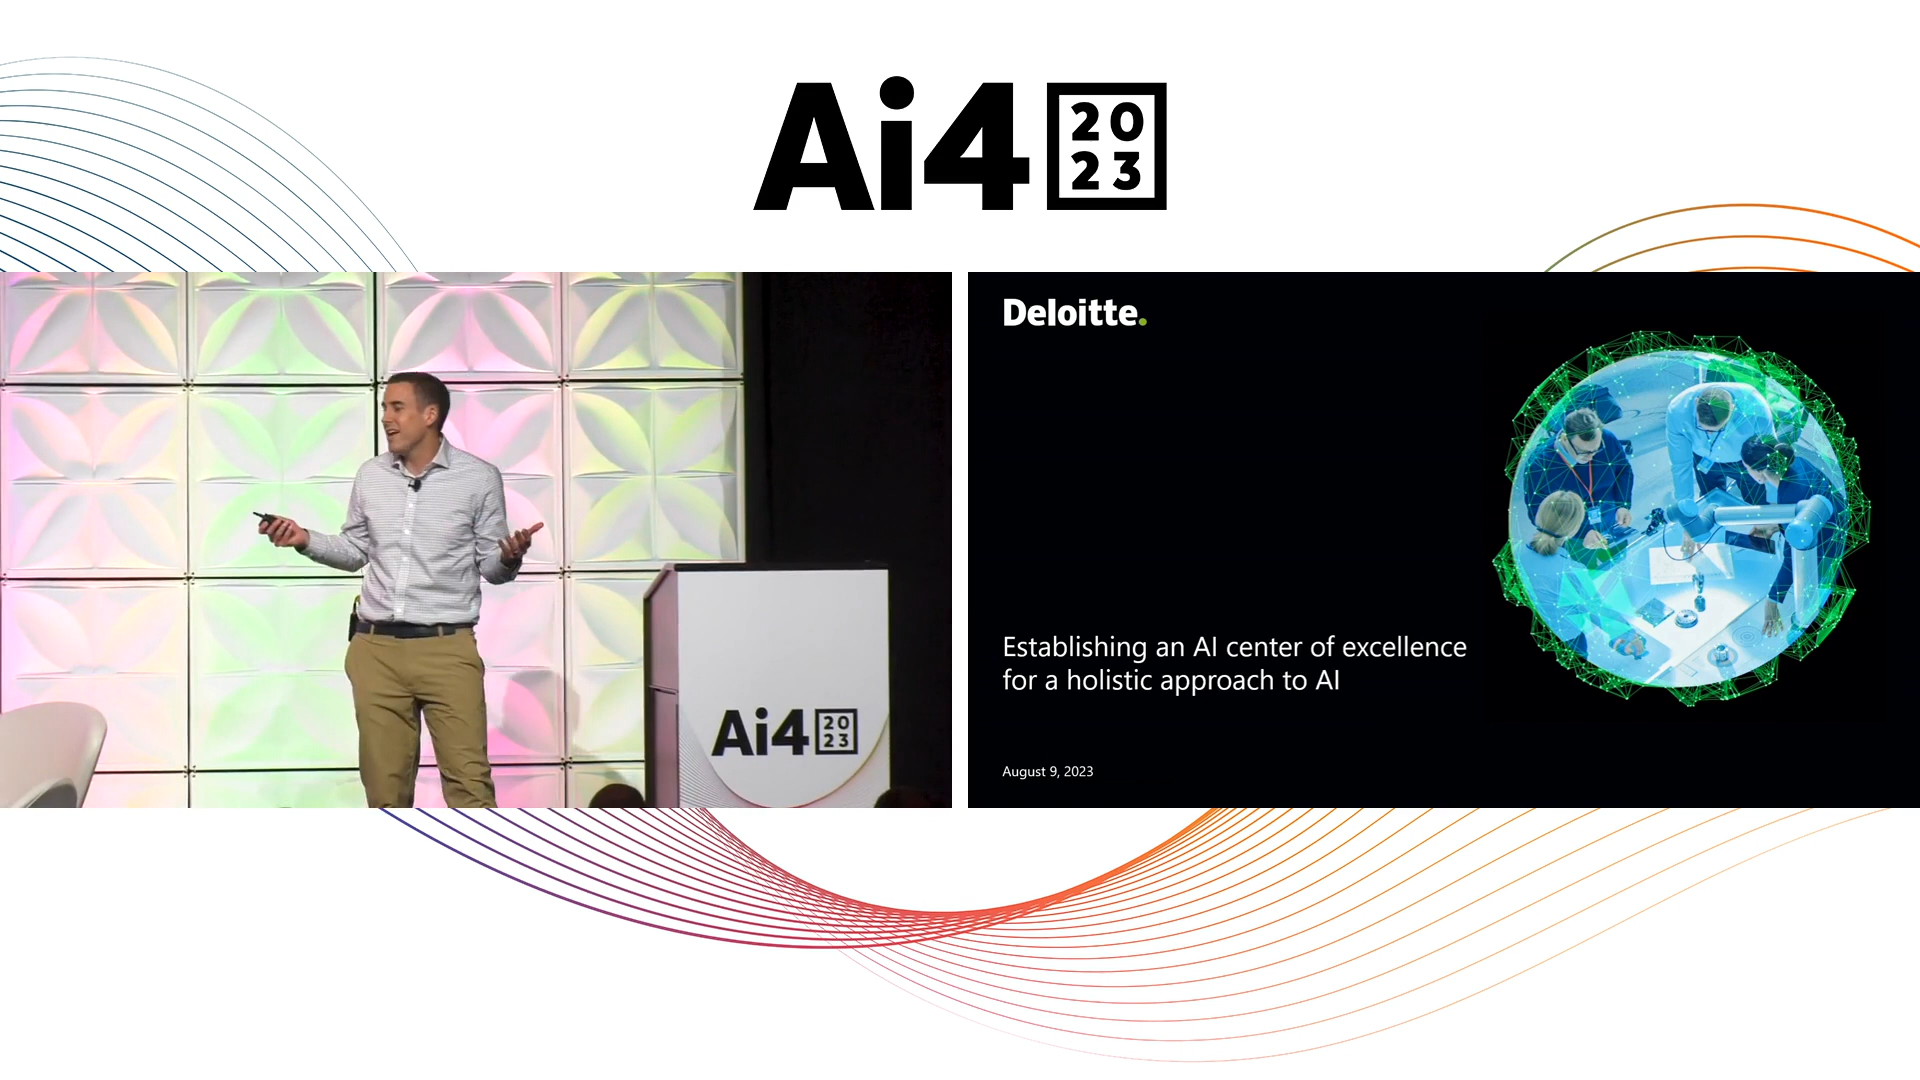 Ai4 20
23
Deloitte.
Establishing an AI center of excellence
for a holistic approach to AI
August 9, 2023
Ai4 20
23